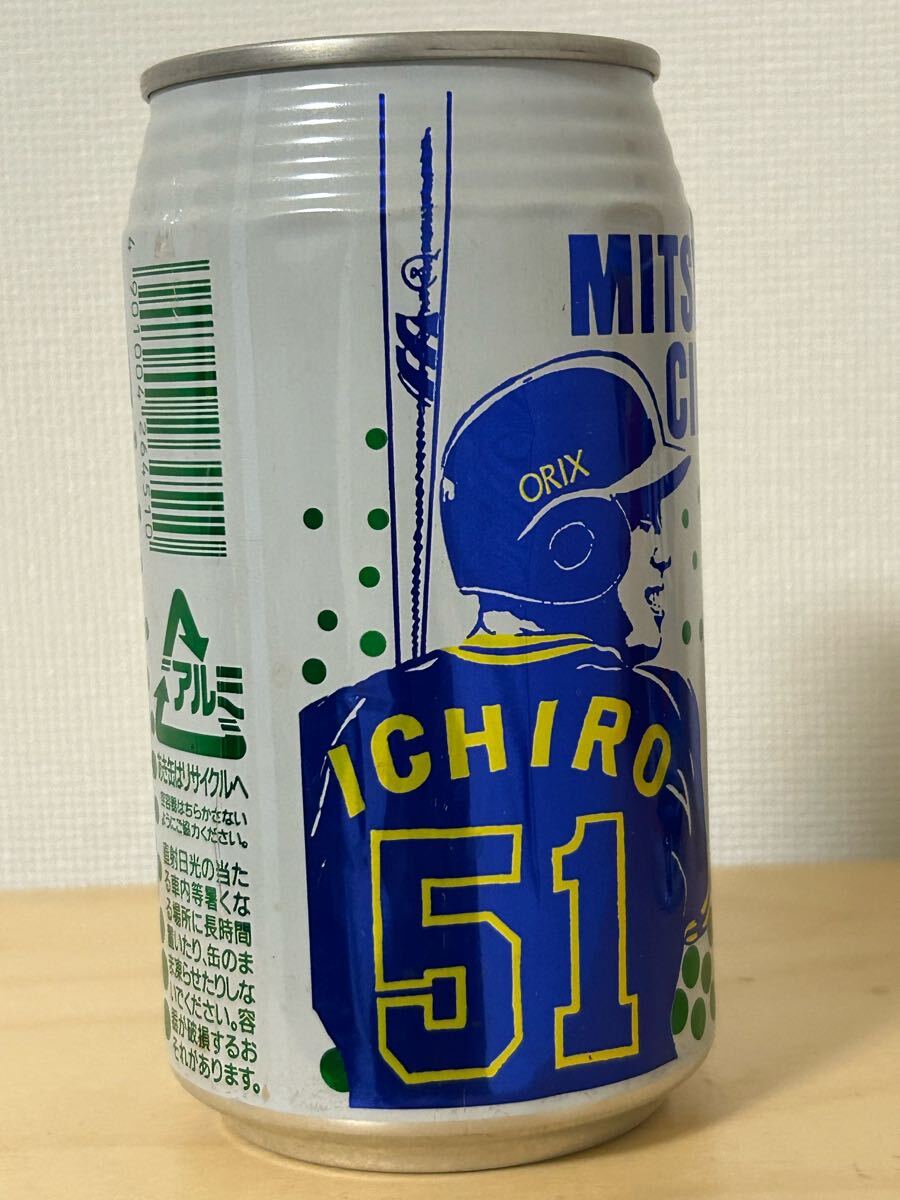 MITS
CI
ORIX
ICHIRO
51
4 901004 264510
アルミ
あき缶はリサイクルへ
空容器はちらかさない
ようにご協力ください。
直射日光の当た
る車内等暑くな
る場所に長時間
置いたり、缶のま
ま凍らせたりしな
いでください。容
器が破損するお
それがあります。